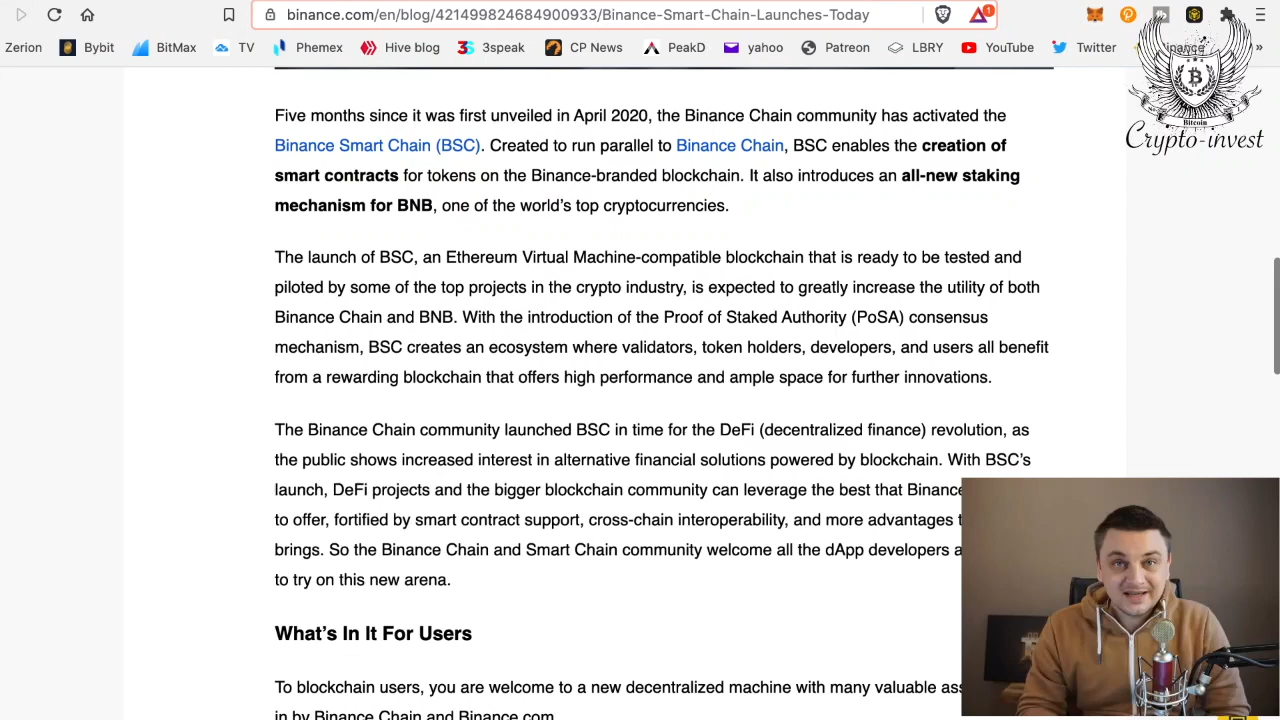 binance.com/en/blog/421499824684900933/Binance-Smart-Chain-Launches-Today
1
Zerion Bybit BitMax TV Phemex Hive blog 3speak CP News PeakD yahoo Patreon LBRY YouTube Twitter Binance »
Bitcoin
Crypto-invest
Five months since it was first unveiled in April 2020, the Binance Chain community has activated the
Binance Smart Chain (BSC). Created to run parallel to Binance Chain, BSC enables the creation of
smart contracts for tokens on the Binance-branded blockchain. It also introduces an all-new staking
mechanism for BNB, one of the world’s top cryptocurrencies.
The launch of BSC, an Ethereum Virtual Machine-compatible blockchain that is ready to be tested and
piloted by some of the top projects in the crypto industry, is expected to greatly increase the utility of both
Binance Chain and BNB. With the introduction of the Proof of Staked Authority (PoSA) consensus
mechanism, BSC creates an ecosystem where validators, token holders, developers, and users all benefit
from a rewarding blockchain that offers high performance and ample space for further innovations.
The Binance Chain community launched BSC in time for the DeFi (decentralized finance) revolution, as
the public shows increased interest in alternative financial solutions powered by blockchain. With BSC’s
launch, DeFi projects and the bigger blockchain community can leverage the best that Binance
to offer, fortified by smart contract support, cross-chain interoperability, and more advantages
brings. So the Binance Chain and Smart Chain community welcome all the dApp developers
to try on this new arena.
What’s In It For Users
To blockchain users, you are welcome to a new decentralized machine with many valuable
in by Binance Chain and Binance.com